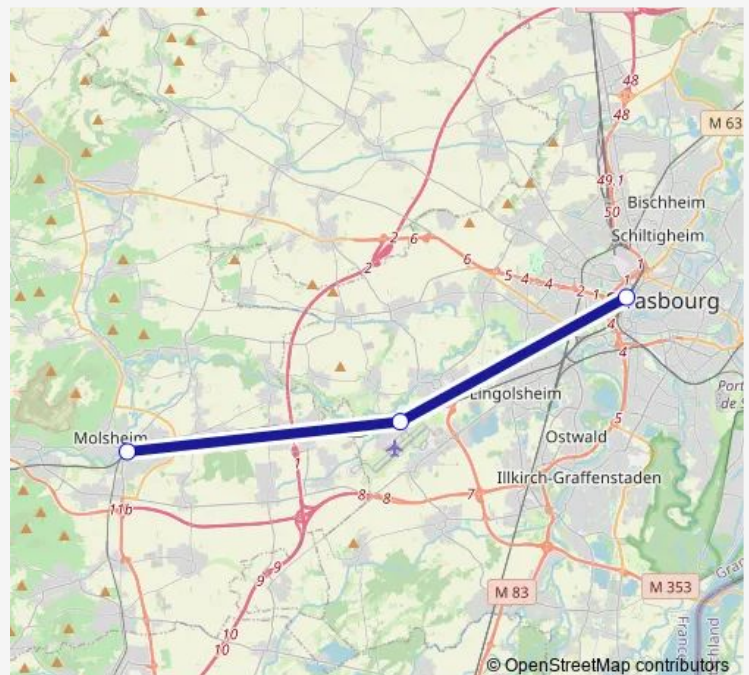 48
48
M 63
49.1
50
Bischheim
Schiltigheim
2
6
2
6
5
4
4
2
1
1
1
asbourg
4
4
Lingolsheim
5
Molsheim
Ostwald
1
Illkirch-Graffenstaden
11b
8
8
7
9
9
M 83
M 353
10
10
France
© OpenStreetMap contributors